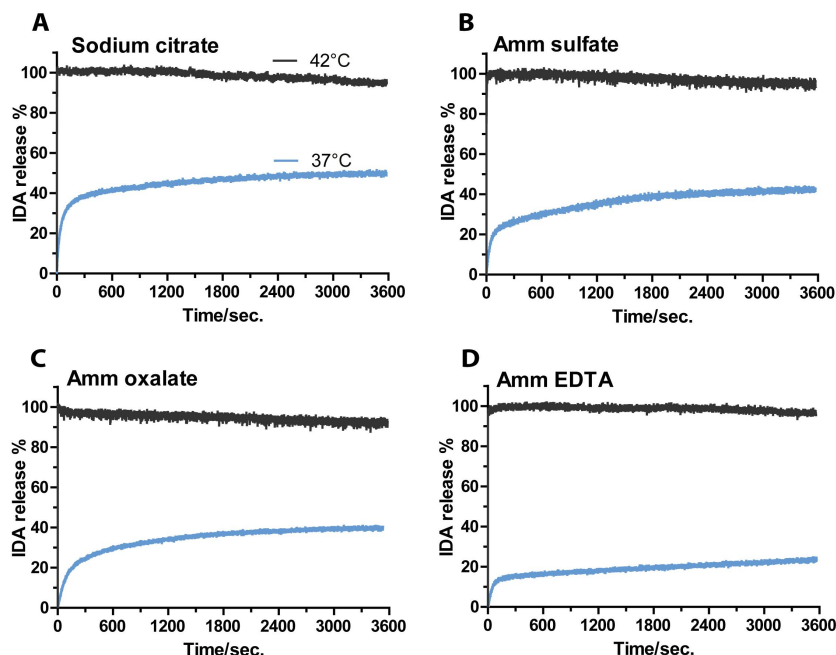 A
Sodium citrate
42°C
37°C
IDA release %
100
80
60
40
20
0
0 600 1200 1800 2400 3000 3600
Time/sec.
B
Amm sulfate
IDA release %
100
80
60
40
20
0
0 600 1200 1800 2400 3000 3600
Time/sec.
C
Amm oxalate
IDA release %
100
80
60
40
20
0
0 600 1200 1800 2400 3000 3600
Time/sec.
D
Amm EDTA
IDA release %
100
80
60
40
20
0
0 600 1200 1800 2400 3000 3600
Time/sec.